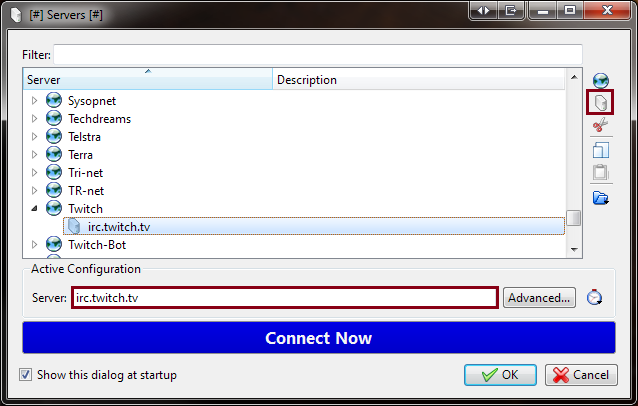 [#] Servers [#]
Filter:
Server Description
Sysopnet
Techdreams
Telstra
Terra
Tri-net
TR-net
Twitch
irc.twitch.tv
Twitch-Bot
Active Configuration
Server: irc.twitch.tv Advanced...
Connect Now
Show this dialog at startup OK Cancel